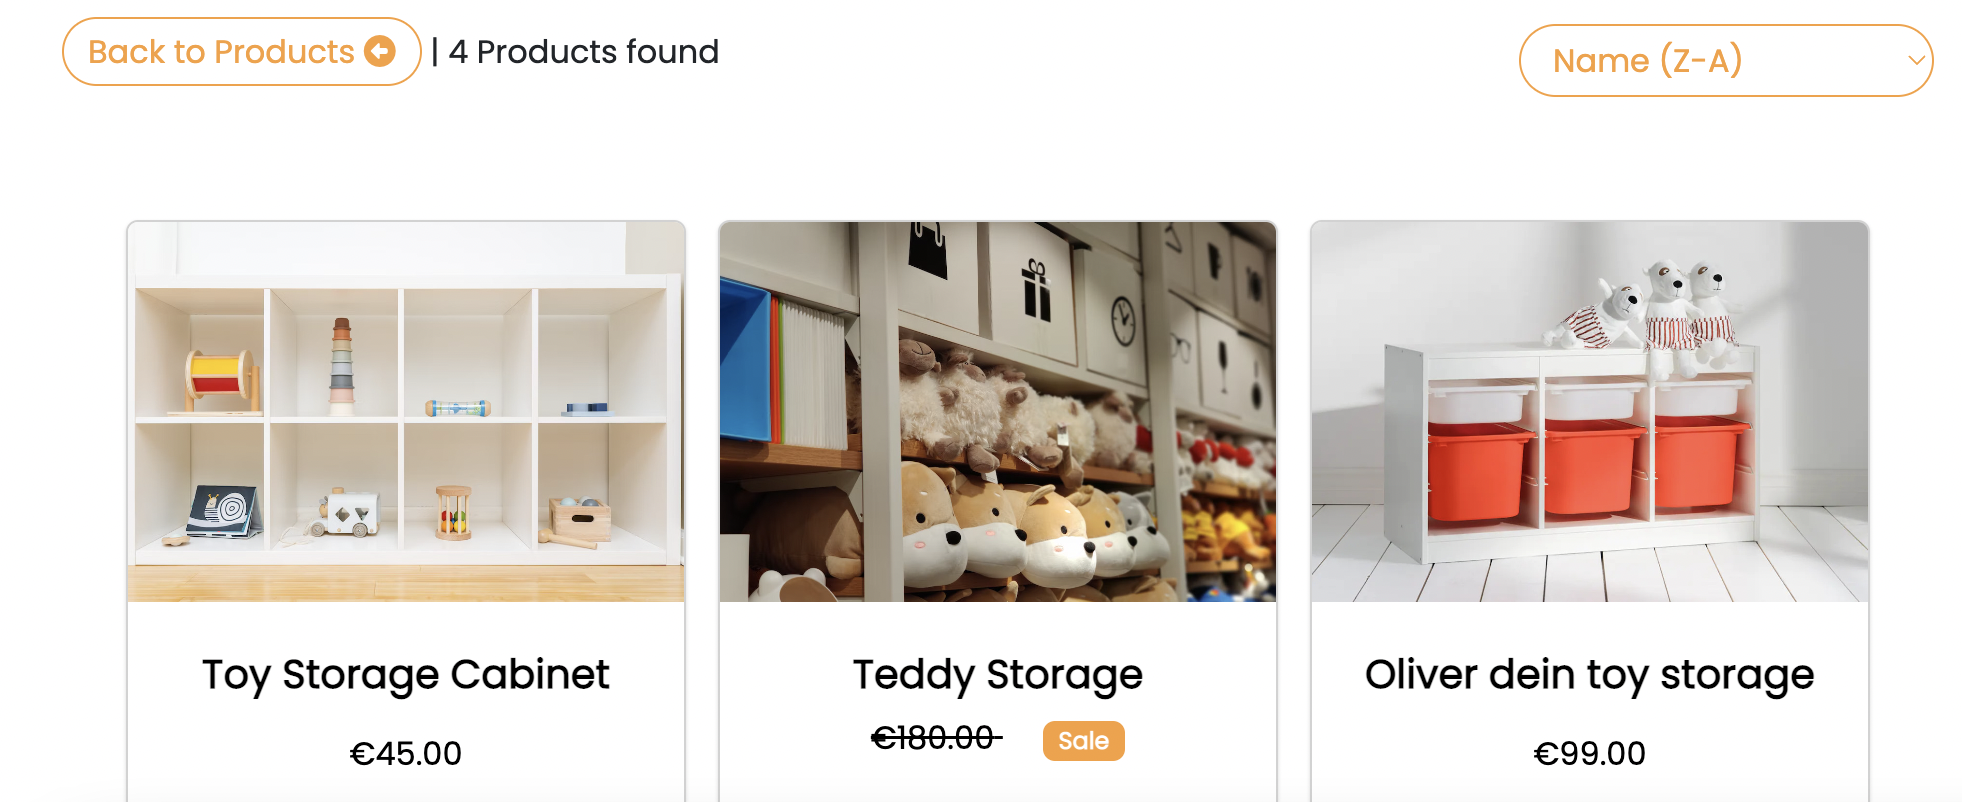 Back to Products | 4 Products found
Name (Z-A)
Toy Storage Cabinet
€45.00
Teddy Storage
€180.00 Sale
Oliver dein toy storage
€99.00